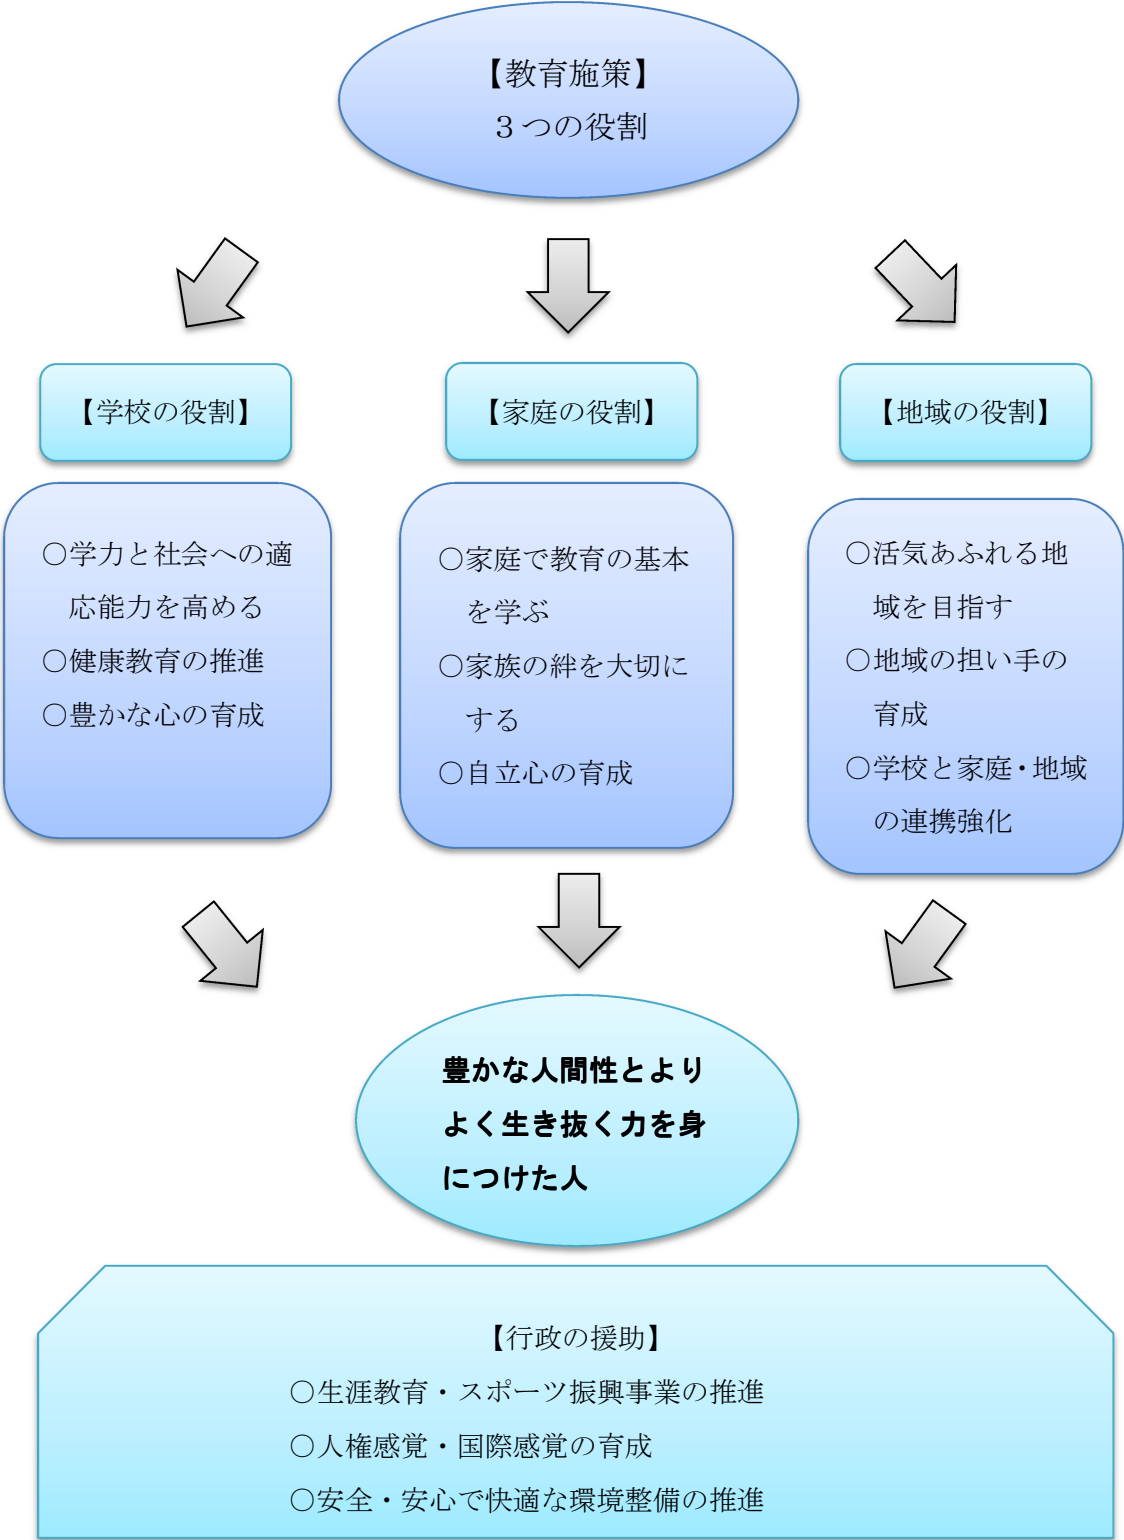 【教育施策】
３つの役割
【学校の役割】
○学力と社会への適
応能力を高める
○健康教育の推進
○豊かな心の育成
【家庭の役割】
○家庭で教育の基本
を学ぶ
○家族の絆を大切に
する
○自立心の育成
【地域の役割】
○活気あふれる地
域を目指す
○地域の担い手の
育成
○学校と家庭・地域
の連携強化
豊かな人間性とより
よく生き抜く力を身
につけた人
【行政の援助】
○生涯教育・スポーツ振興事業の推進
○人権感覚・国際感覚の育成
○安全・安心で快適な環境整備の推進